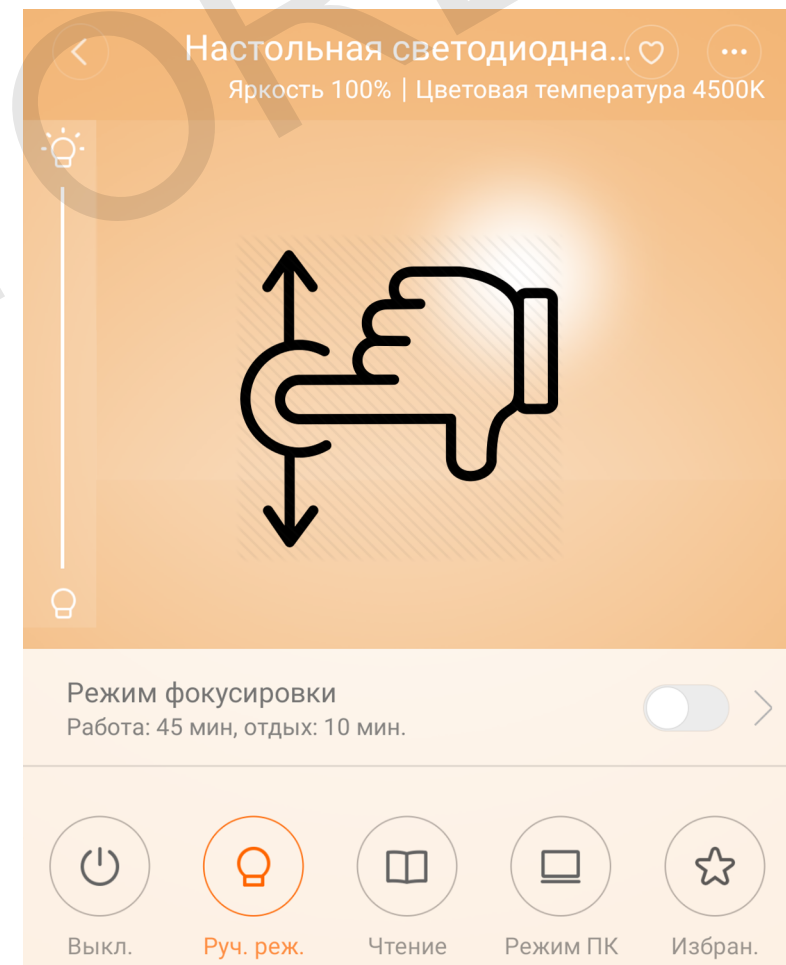 Настольная светодиодна...
Яркость 100% | Цветовая температура 4500K
Режим фокусировки
Работа: 45 мин, отдых: 10 мин.
Выкл. Руч. реж. Чтение Режим ПК Избран.